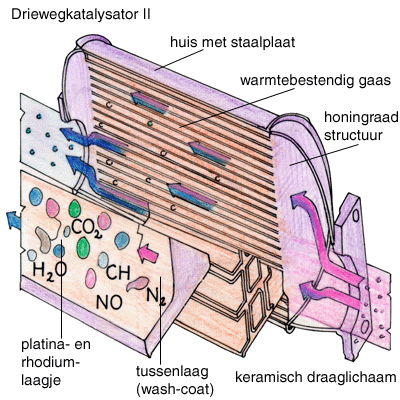 Driewegkatalysator II
huis met staalplaat
warmtebestendig gaas
honingraad
structuur
CO₂
H₂O
CH
NO
N₂
platina- en
rhodium-
laagje
tussenlaag
(wash-coat)
keramisch draaglichaam